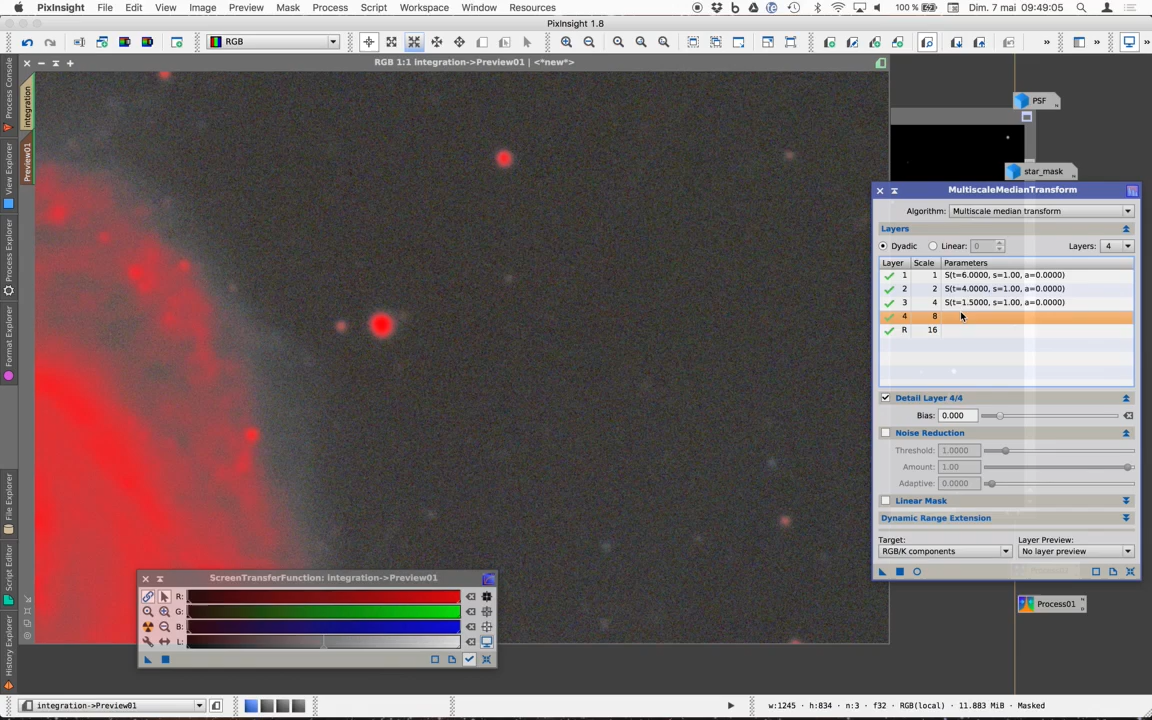 PixInsight File Edit View Image Preview Mask Process Script Workspace Window Resources 100 % Dim. 7 mai 09:49:05
PixInsight 1.8
RGB
RGB 1:1 integration->Preview01 | <*new*>
Process Console
View Explorer
Process Explorer
Format Explorer
File Explorer
Script Editor
History Explorer
integration
Preview01
PSF
star_mask
MultiscaleMedianTransform
Algorithm: Multiscale median transform
Layers
Dyadic Linear: 0 Layers: 4
Layer Scale Parameters
1 1 S(t=6.0000, s=1.00, a=0.0000)
2 2 S(t=4.0000, s=1.00, a=0.0000)
3 4 S(t=1.5000, s=1.00, a=0.0000)
4 8
R 16
Detail Layer 4/4
Bias: 0.000
Noise Reduction
Threshold: 1.0000
Amount: 1.00
Adaptive: 0.0000
Linear Mask
Dynamic Range Extension
Target: Layer Preview:
RGB/K components No layer preview
Process01
ScreenTransferFunction: integration->Preview01
R:
G:
B:
L:
integration->Preview01
w:1245 · h:834 · n:3 · f32 · RGB(local) · 11.883 MiB · Masked